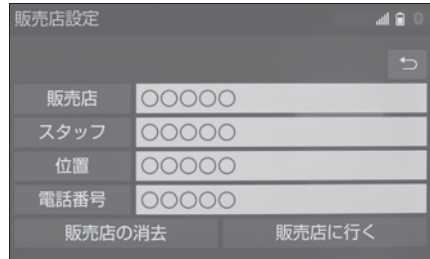 販売店設定
0
販売店 ○○○○○
スタッフ ○○○○○
位置 ○○○○○
電話番号 ○○○○○
販売店の消去 販売店に行く